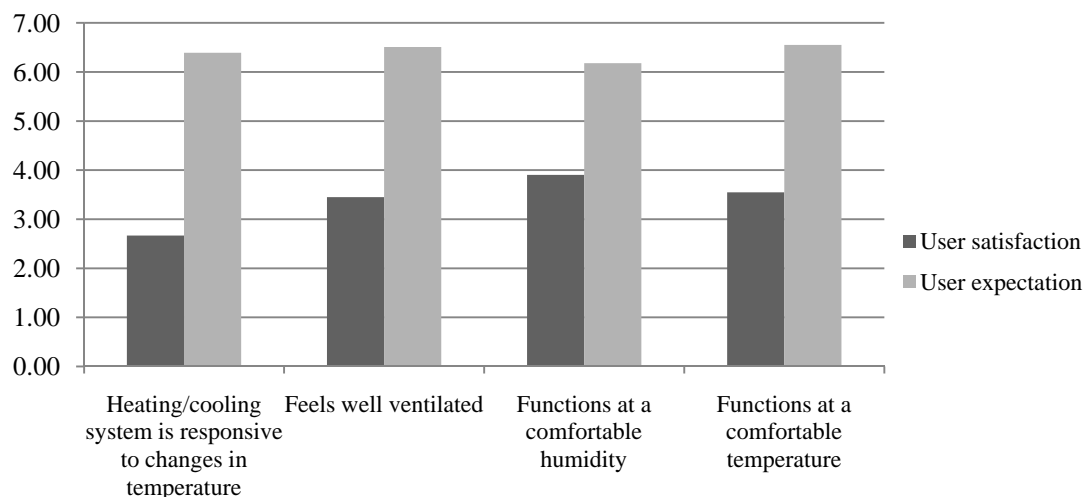 7.00
6.00
5.00
4.00
3.00
2.00
1.00
0.00
Heating/cooling
system is responsive
to changes in
temperature
Feels well ventilated
Functions at a
comfortable
humidity
Functions at a
comfortable
temperature
User satisfaction
User expectation